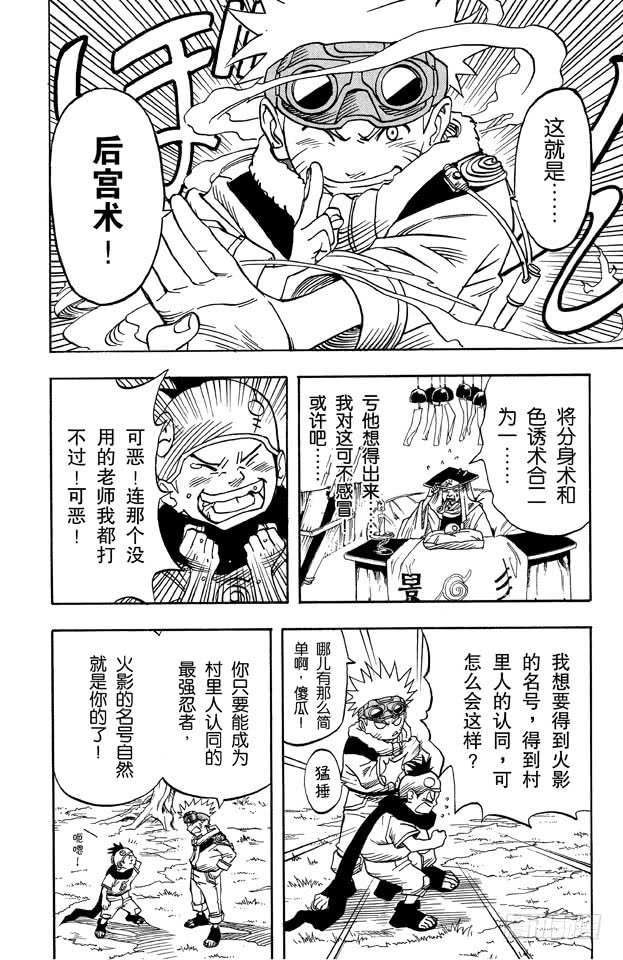 这就是……
后宫术！
ぼ
ん
将分身术和
色诱术合二
为一……
亏他想得出来……
我对这可不感冒……
或许吧……
影
可恶！连那个没
用的老师我都打
不过！可恶！
我想要得到火影
的名号，得到村
里人的认同，可
怎么会这样？
哪儿有那么简
单啊，傻瓜！
猛捶
你只要能成为
村里人认同的
最强忍者，
火影的名号自然
就是你的了！
呃嗯！